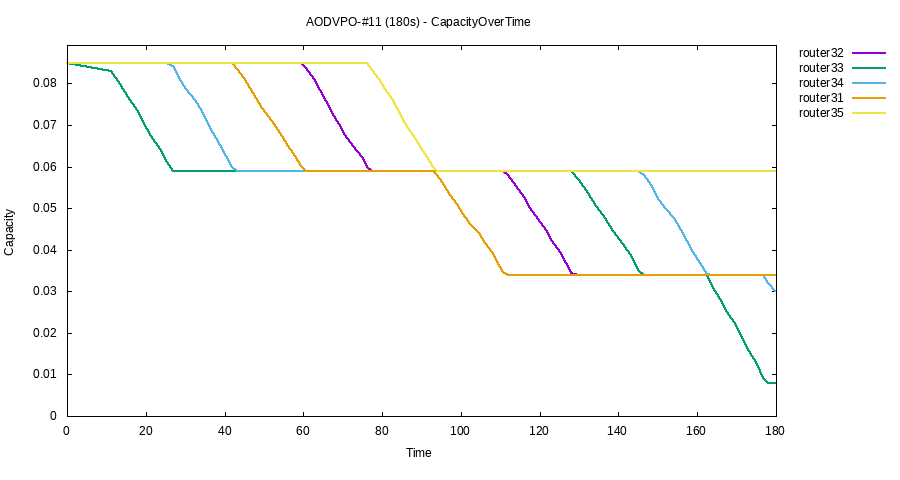 AODVPO-#11 (180s) - CapacityOverTime
router32
router33
router34
router31
router35
0.08
0.07
0.06
0.05
0.04
0.03
0.02
0.01
0
Capacity
0 20 40 60 80 100 120 140 160 180
Time